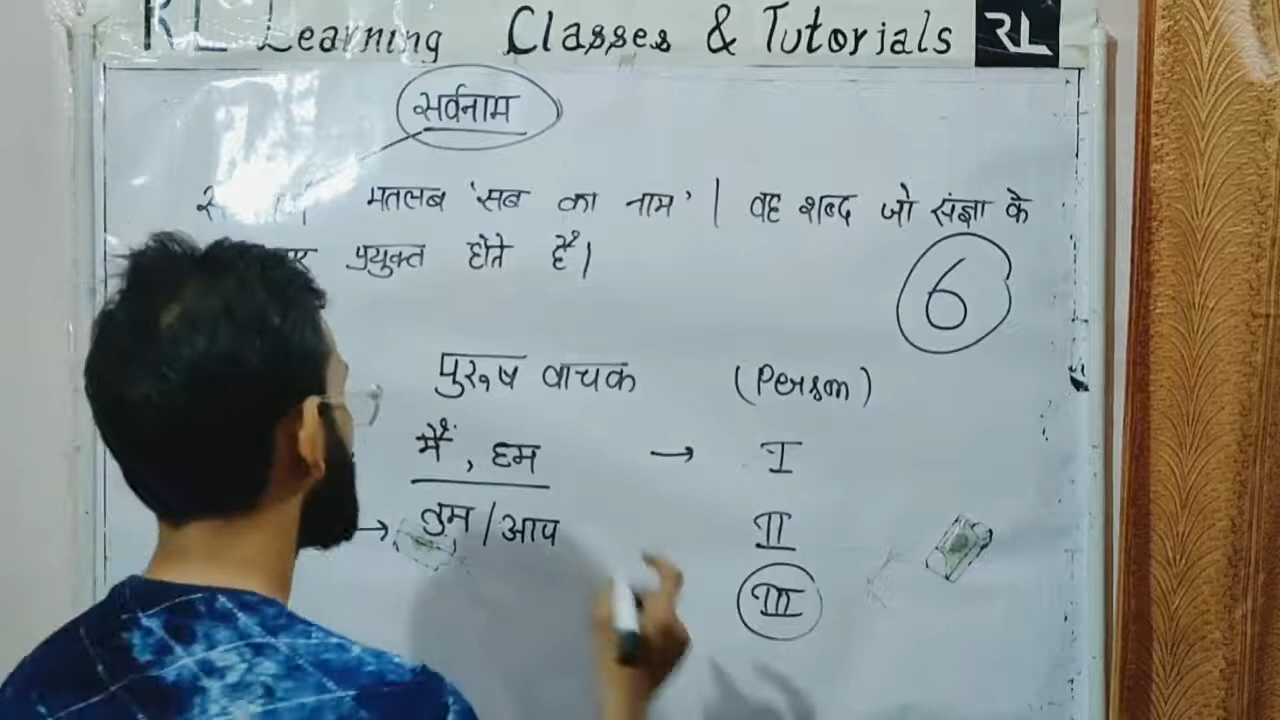 RL Learning Classes & Tutorials RL
सर्वनाम
मतलब 'सब का नाम' | वह शब्द जो संज्ञा के
प्रयुक्त होते हैं।
6
पुरूष वाचक (Person)
मैं, हम → I
→ तुम/आप II
III